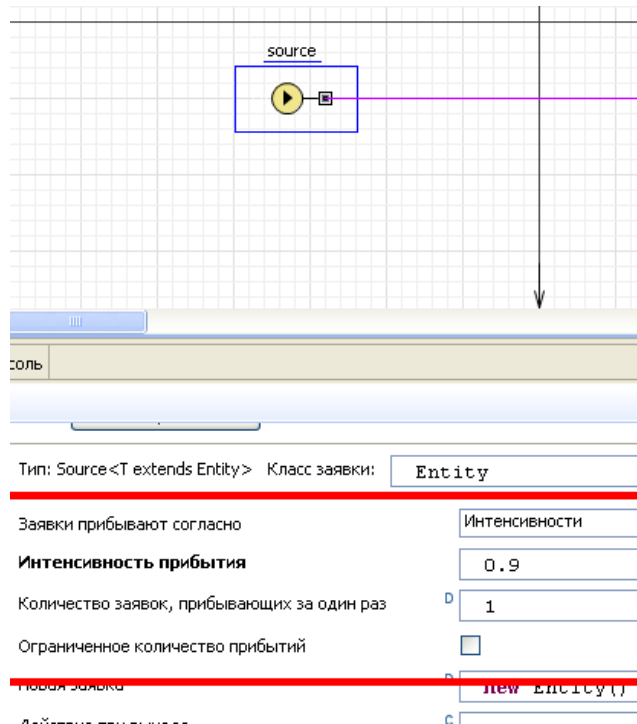 source
соль
Тип: Source<T extends Entity> Класс заявки: Entity
Заявки прибывают согласно Интенсивности
Интенсивность прибытия 0.9
Количество заявок, прибывающих за один раз D 1
Ограниченное количество прибытий
Новая заявка D new Entity()
C